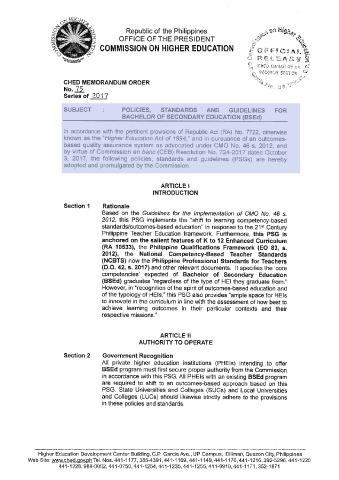 Republic of the Philippines
OFFICE OF THE PRESIDENT
COMMISSION ON HIGHER EDUCATION
OFFICIAL
RELEASE
CHED MEMORANDUM ORDER
No. 75
Series of 2017
SUBJECT : POLICIES, STANDARDS AND GUIDELINES FOR
BACHELOR OF SECONDARY EDUCATION (BSEd)
In accordance with the pertinent provisions of Republic Act (RA) No. 7722, otherwise
known as the "Higher Education Act of 1994," and in pursuance of an outcomes-
based quality assurance system as advocated under CMO No. 46 s. 2012, and
by virtue of Commission en banc (CEB) Resolution No. 724-2017 dated October
3, 2017, the following policies, standards and guidelines (PSGs) are hereby
adopted and promulgated by the Commission.
ARTICLE I
INTRODUCTION
Section 1 Rationale
Based on the Guidelines for the Implementation of CMO No. 46 s.
2012, this PSG implements the "shift to learning competency-based
standards/outcomes-based education" in response to the 21st Century
Philippine Teacher Education framework. Furthermore, this PSG is
anchored on the salient features of K to 12 Enhanced Curriculum
(RA 10533), the Philippine Qualifications Framework (EO 83, s.
2012), the National Competency-Based Teacher Standards
(NCBTS) now the Philippine Professional Standards for Teachers
(D.O. 42, s. 2017) and other relevant documents. It specifies the 'core
competencies' expected of Bachelor of Secondary Education
(BSEd) graduates "regardless of the type of HEI they graduate from."
However, in "recognition of the spirit of outcomes-based education and
of the typology of HEIs," this PSG also provides "ample space for HEIs
to innovate in the curriculum in line with the assessment of how best to
achieve learning outcomes in their particular contexts and their
respective missions."
ARTICLE II
AUTHORITY TO OPERATE
Section 2 Government Recognition
All private higher education institutions (PHEIs) intending to offer
BSEd program must first secure proper authority from the Commission
in accordance with this PSG. All PHEIs with an existing BSEd program
are required to shift to an outcomes-based approach based on this
PSG. State Universities and Colleges (SUCs) and Local Universities
and Colleges (LUCs) should likewise strictly adhere to the provisions
in these policies and standards.
Higher Education Development Center Building, C.P. Garcia Ave., UP Campus, Diliman, Quezon City, Philippines
Web Site: www.ched.gov.ph Tel. Nos. 441-1177, 385-4391, 441-1169, 441-1149, 441-1170, 441-1216, 392-5296, 441-1220
441-1228, 988-0002, 441-0750, 441-1254, 441-1235, 441-1255, 441-8910, 441-1171, 352-1871